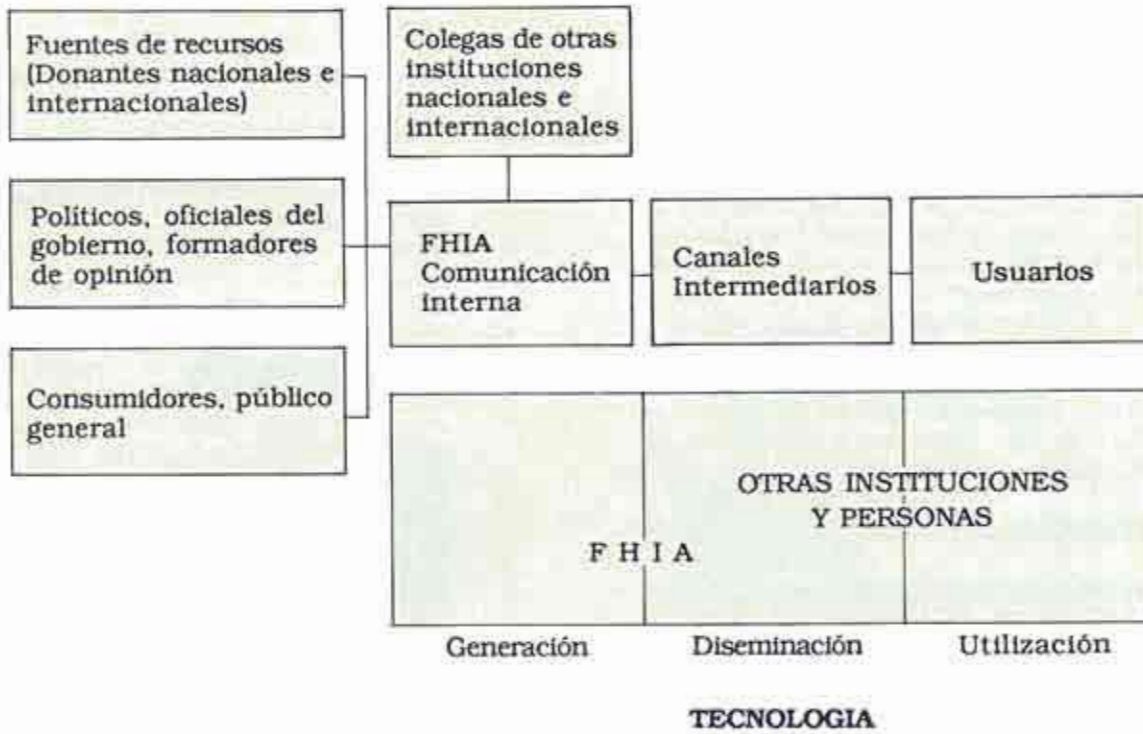 Fuentes de recursos
(Donantes nacionales e
internacionales)
Colegas de otras
instituciones
nacionales e
internacionales
Políticos, oficiales del
gobierno, formadores
de opinión
FHIA
Comunicación
interna
Canales
Intermediarios
Usuarios
Consumidores, público
general
OTRAS INSTITUCIONES
Y PERSONAS
F H I A
Generación
Diseminación
Utilización
TECNOLOGIA